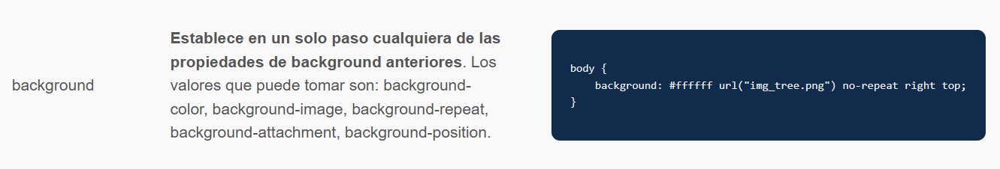 background
Establece en un solo paso cualquiera de las
propiedades de background anteriores. Los
valores que puede tomar son: background-
color, background-image, background-repeat,
background-attachment, background-position.
body {
    background: #ffffff url("img_tree.png") no-repeat right top;
}